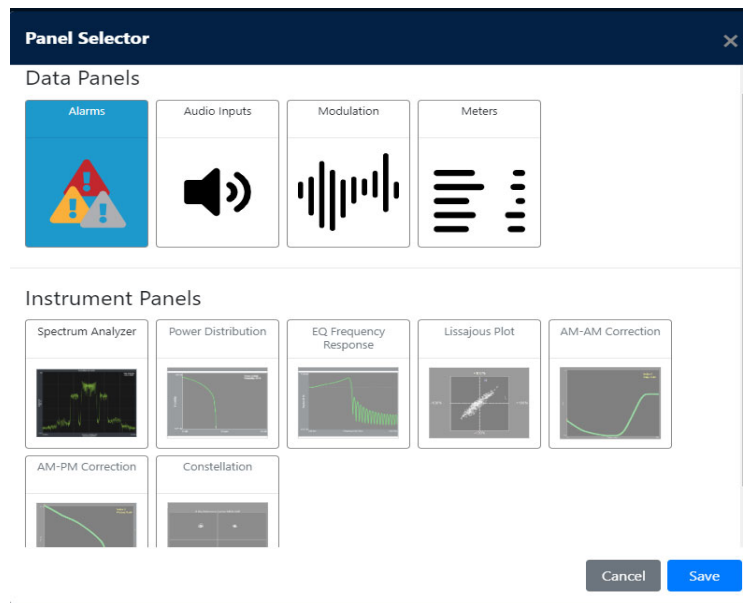 Panel Selector
×
Data Panels
Alarms
Audio Inputs
Modulation
Meters
Instrument Panels
Spectrum Analyzer
Power Distribution
EQ Frequency
Response
Lissajous Plot
AM-AM Correction
AM-PM Correction
Constellation
Cancel
Save